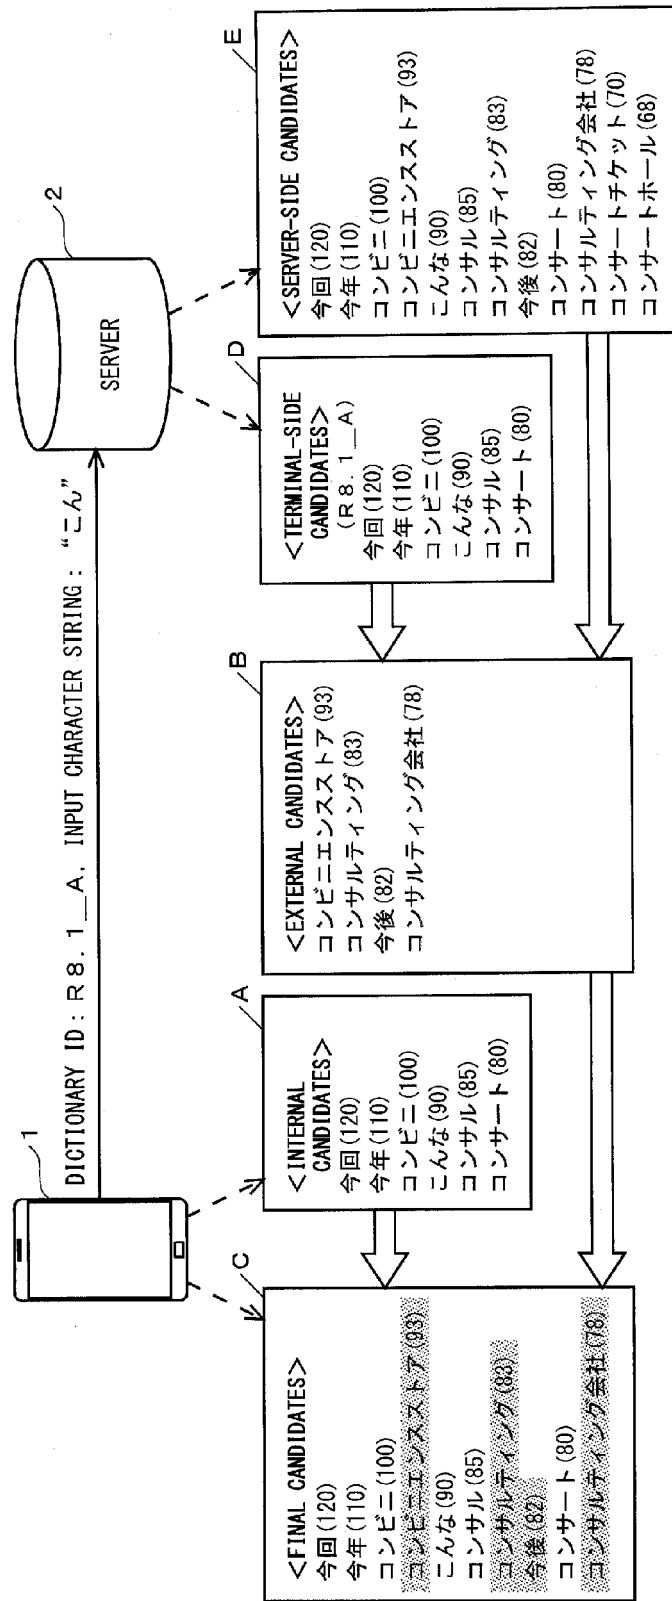 1
DICTIONARY ID: R8. 1＿A, INPUT CHARACTER STRING: “こん”
2
SERVER
C
<FINAL CANDIDATES>
今回(120)
今年(110)
コンビニ(100)
コンビニエンスストア(93)
こんな(90)
コンサル(85)
コンサルティング(83)
今後(82)
コンサート(80)
コンサルティング会社(78)
A
<INTERNAL
CANDIDATES>
今回(120)
今年(110)
コンビニ(100)
こんな(90)
コンサル(85)
コンサート(80)
B
<EXTERNAL CANDIDATES>
コンビニエンスストア(93)
コンサルティング(83)
今後(82)
コンサルティング会社(78)
D
<TERMINAL-SIDE
CANDIDATES>
(R8. 1＿A)
今回(120)
今年(110)
コンビニ(100)
こんな(90)
コンサル(85)
コンサート(80)
E
<SERVER-SIDE CANDIDATES>
今回(120)
今年(110)
コンビニ(100)
コンビニエンスストア(93)
こんな(90)
コンサル(85)
コンサルティング(83)
今後(82)
コンサート(80)
コンサルティング会社(78)
コンサートチケット(70)
コンサートホール(68)